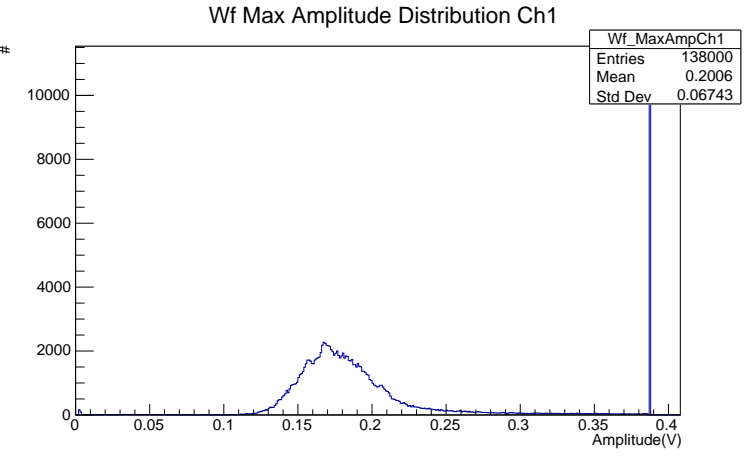 Wf Max Amplitude Distribution Ch1
#
Wf_MaxAmpCh1
Entries 138000
Mean 0.2006
Std Dev 0.06743
10000
8000
6000
4000
2000
0
0 0.05 0.1 0.15 0.2 0.25 0.3 0.35 0.4
Amplitude(V)